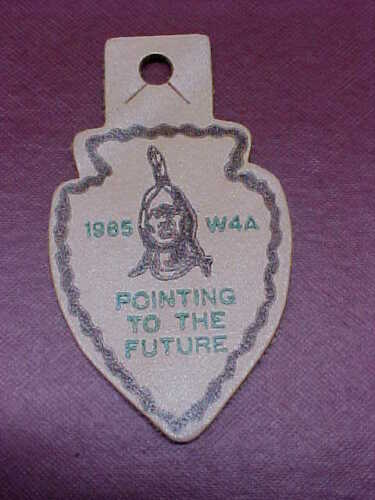 1985 W4A
POINTING
TO THE
FUTURE